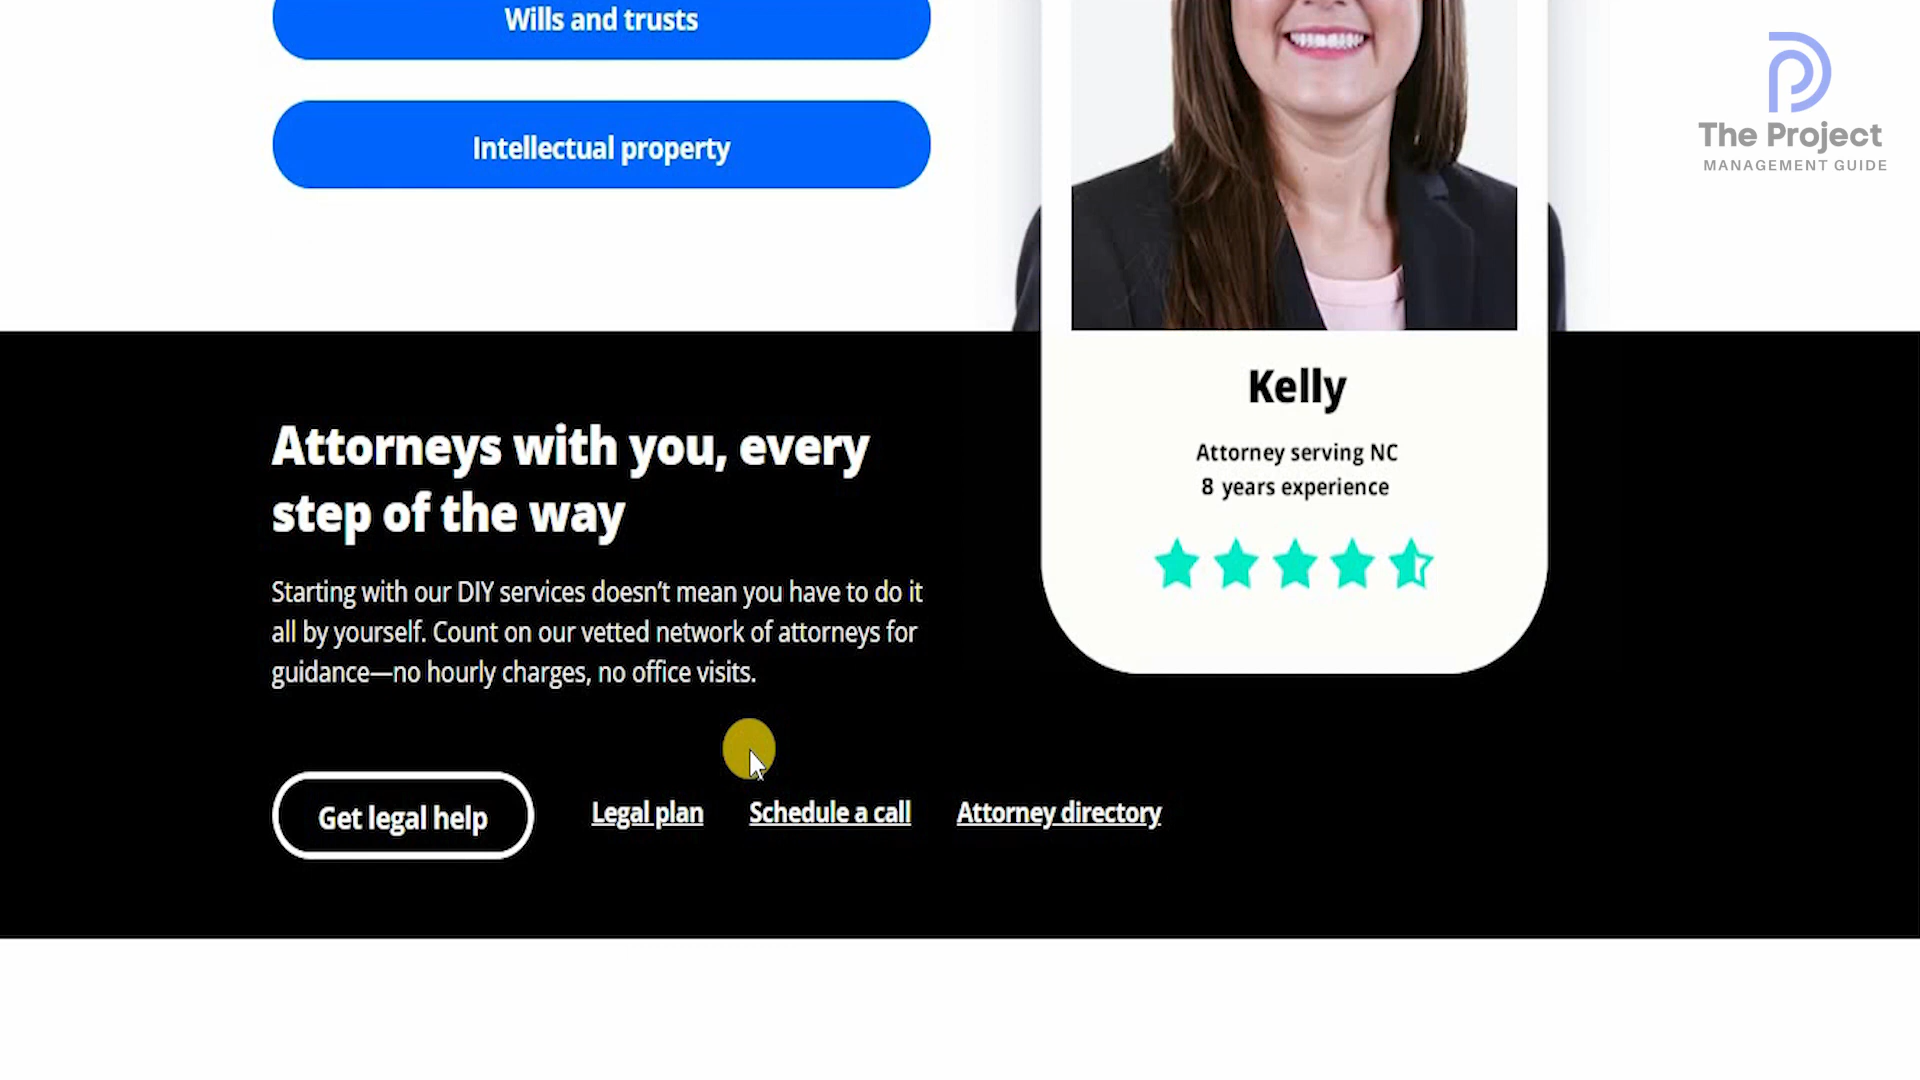 Wills and trusts
Intellectual property
The Project
MANAGEMENT GUIDE
Kelly
Attorney serving NC
8 years experience
Attorneys with you, every
step of the way
Starting with our DIY services doesn’t mean you have to do it
all by yourself. Count on our vetted network of attorneys for
guidance—no hourly charges, no office visits.
Get legal help
Legal plan
Schedule a call
Attorney directory